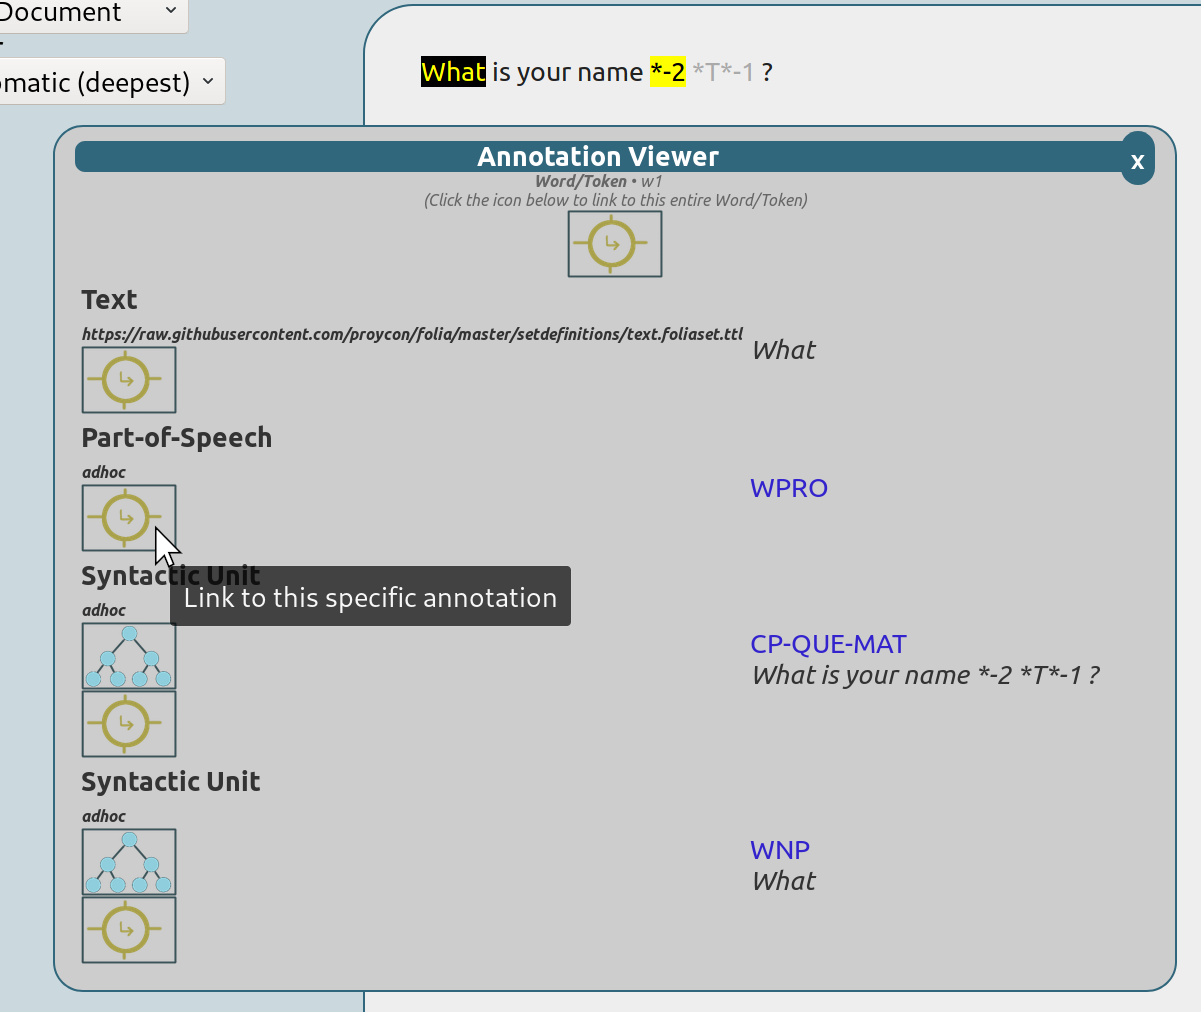 Document
omatic (deepest)
What is your name *-2 *T*-1 ?
Annotation Viewer
x
Word/Token • w1
(Click the icon below to link to this entire Word/Token)
Text
https://raw.githubusercontent.com/proycon/folia/master/setdefinitions/text.foliaset.ttl
What
Part-of-Speech
adhoc
WPRO
Syntactic Unit
Link to this specific annotation
adhoc
CP-QUE-MAT
What is your name *-2 *T*-1 ?
Syntactic Unit
adhoc
WNP
What